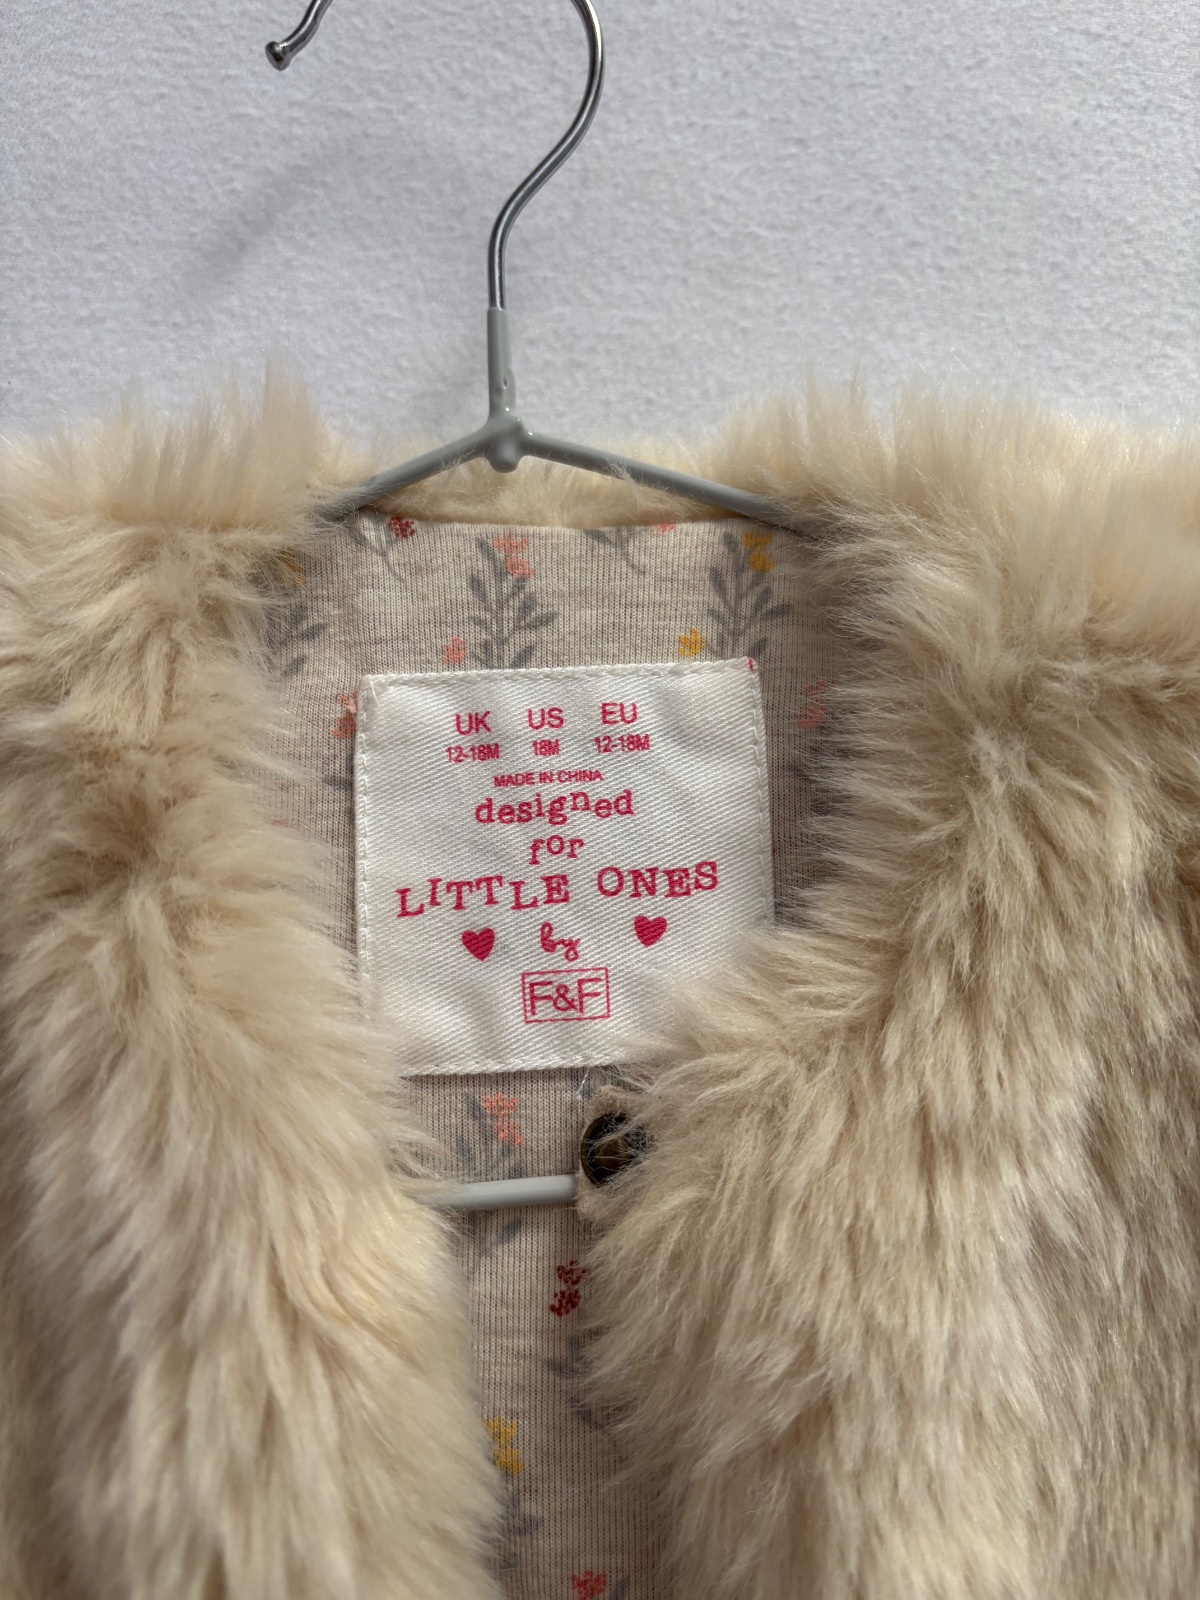 UK US EU
12-18M 18M 12-18M
MADE IN CHINA
designed
for
LITTLE ONES
by
F&F